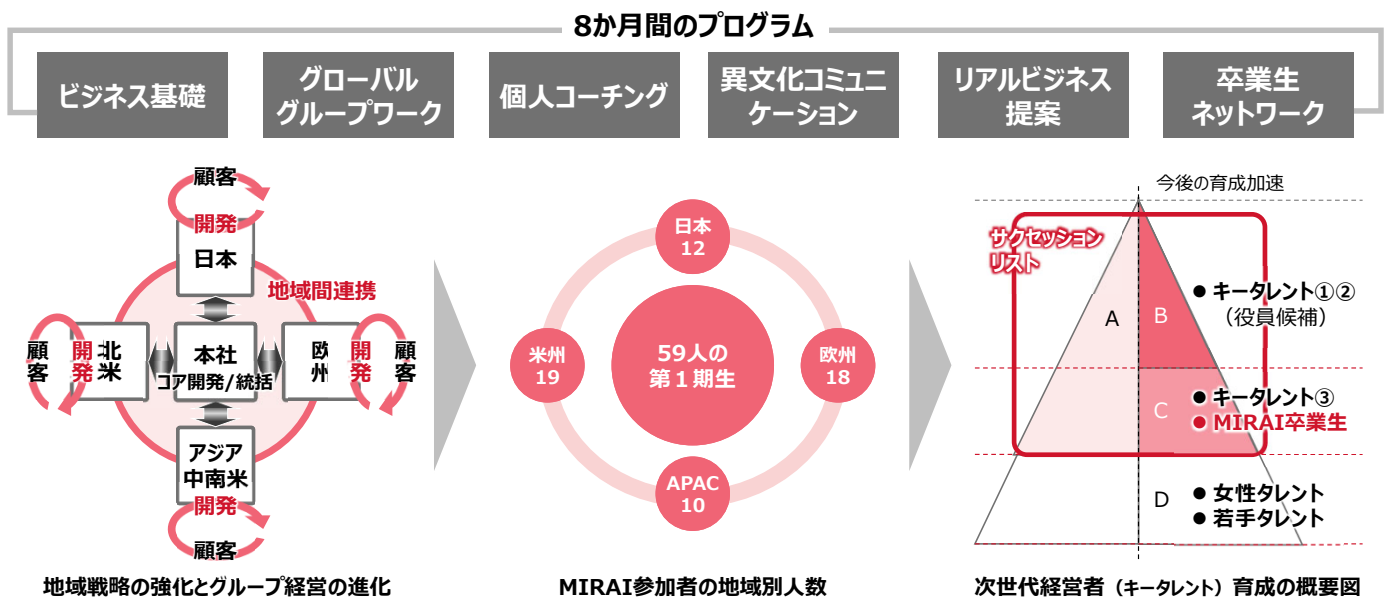 8か月間のプログラム
ビジネス基礎
グローバル
グループワーク
個人コーチング
異文化コミュニ
ケーション
リアルビジネス
提案
卒業生
ネットワーク
顧客
開発
日本
地域間連携
顧客
開発
北米
本社
コア開発/統括
欧州
開発
顧客
アジア
中南米
開発
顧客
地域戦略の強化とグループ経営の進化
日本
12
米州
19
59人の
第１期生
欧州
18
APAC
10
MIRAI参加者の地域別人数
今後の育成加速
サクセッション
リスト
A
B
● キータレント①②
（役員候補）
C
● キータレント③
● MIRAI卒業生
D
● 女性タレント
● 若手タレント
次世代経営者（キータレント）育成の概要図